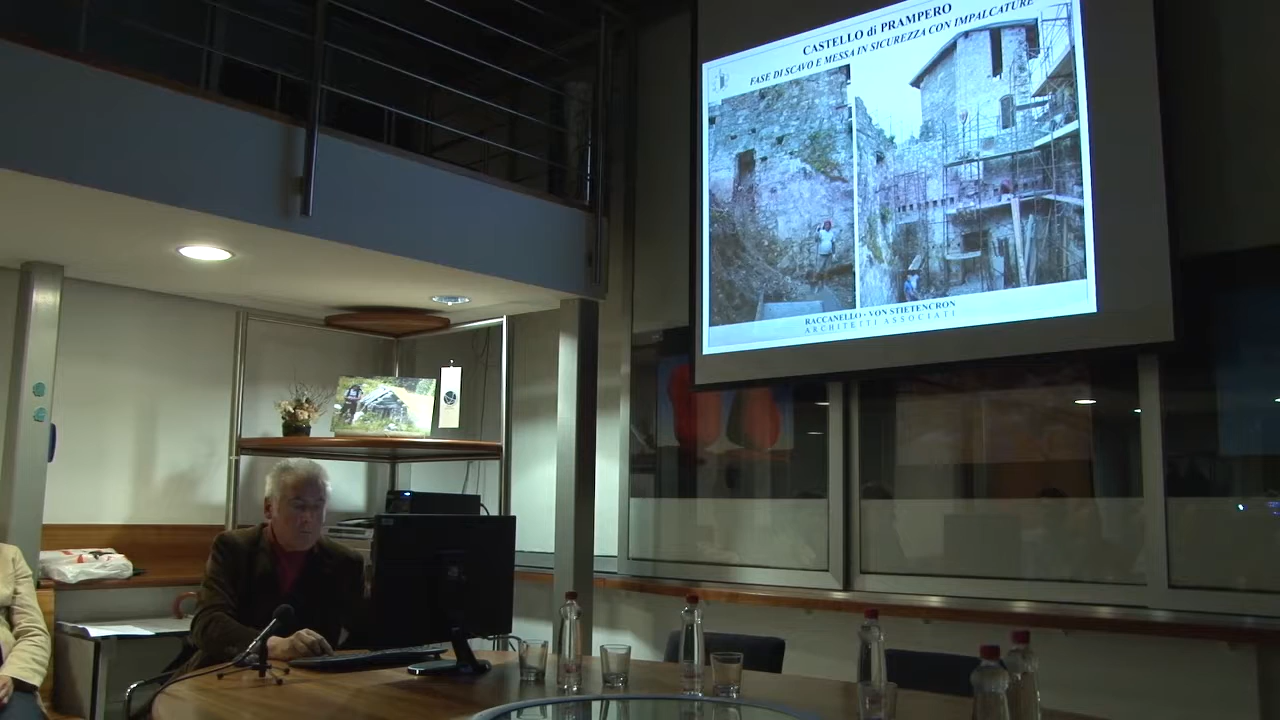 CASTELLO di PRAMPERO
FASE DI SCAVO E MESSA IN SICUREZZA CON IMPALCATURE
RACCANELLO - VON STIETENCRON
ARCHITETTI ASSOCIATI